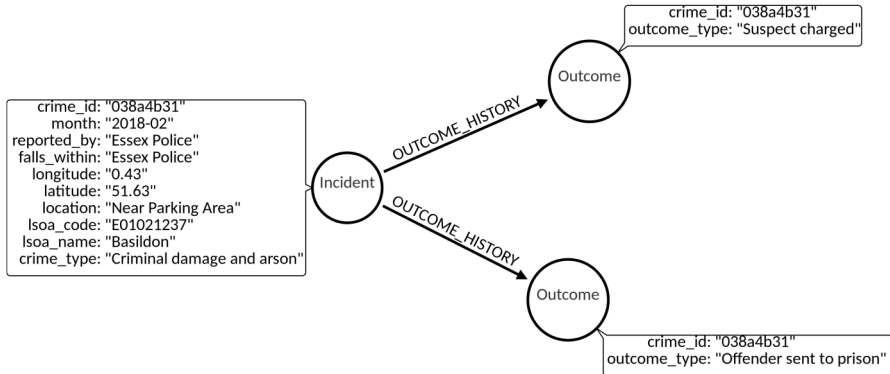 crime_id: "038a4b31"
outcome_type: "Suspect charged"
Outcome
OUTCOME_HISTORY
crime_id: "038a4b31"
month: "2018-02"
reported_by: "Essex Police"
falls_within: "Essex Police"
longitude: "0.43"
latitude: "51.63"
location: "Near Parking Area"
lsoa_code: "E01021237"
lsoa_name: "Basildon"
crime_type: "Criminal damage and arson"
Incident
OUTCOME_HISTORY
Outcome
crime_id: "038a4b31"
outcome_type: "Offender sent to prison"